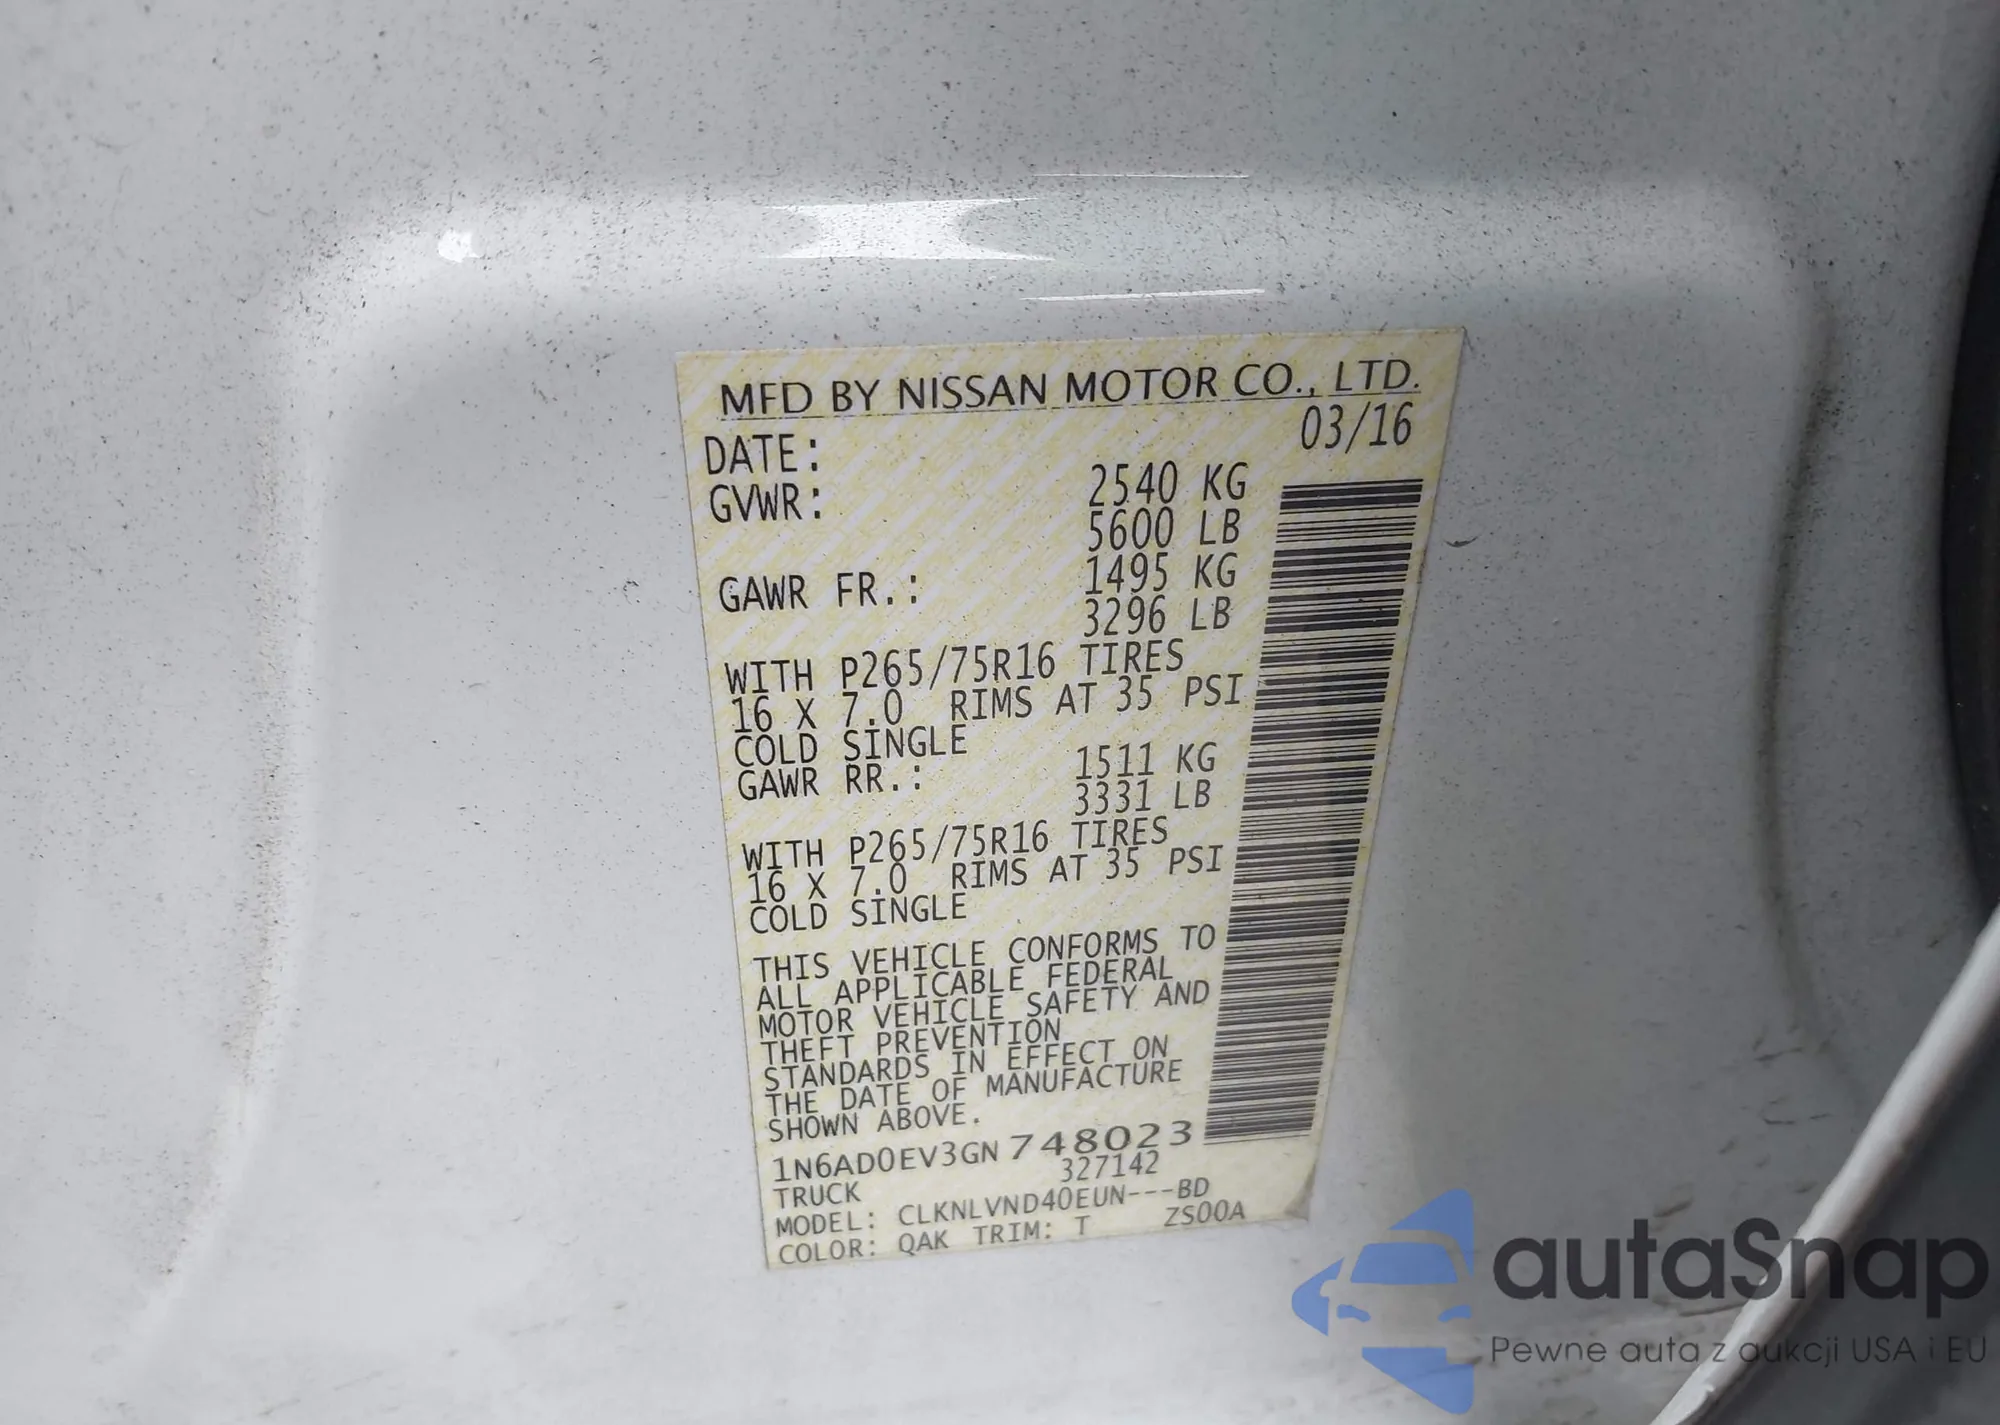 MFD BY NISSAN MOTOR CO., LTD.
DATE: 03/16
GVWR: 2540 KG
5600 LB
GAWR FR.: 1495 KG
3296 LB
WITH P265/75R16 TIRES
16 X 7.0 RIMS AT 35 PSI
COLD SINGLE
GAWR RR.: 1511 KG
3331 LB
WITH P265/75R16 TIRES
16 X 7.0 RIMS AT 35 PSI
COLD SINGLE
THIS VEHICLE CONFORMS TO
ALL APPLICABLE FEDERAL
MOTOR VEHICLE SAFETY AND
THEFT PREVENTION
STANDARDS IN EFFECT ON
THE DATE OF MANUFACTURE
SHOWN ABOVE.
1N6AD0EV3GN748023
TRUCK 327142
MODEL: CLKNLVND40EUN---BD
COLOR: QAK TRIM: T ZS00A
autaSnap
Pewne auta z aukcji USA i EU